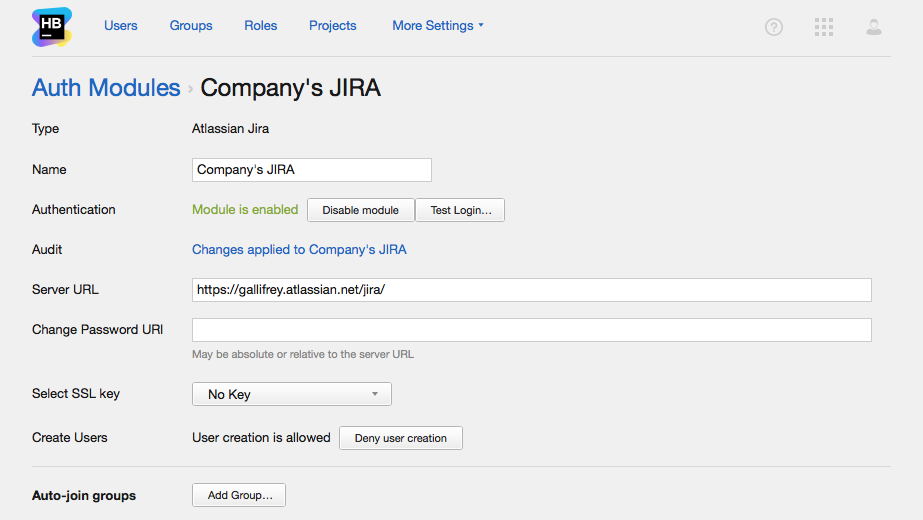 HB Users Groups Roles Projects More Settings
Auth Modules › Company's JIRA
Type Atlassian Jira
Name Company's JIRA
Authentication Module is enabled Disable module Test Login...
Audit Changes applied to Company's JIRA
Server URL https://gallifrey.atlassian.net/jira/
Change Password URI
May be absolute or relative to the server URL
Select SSL key No Key
Create Users User creation is allowed Deny user creation
Auto-join groups Add Group...